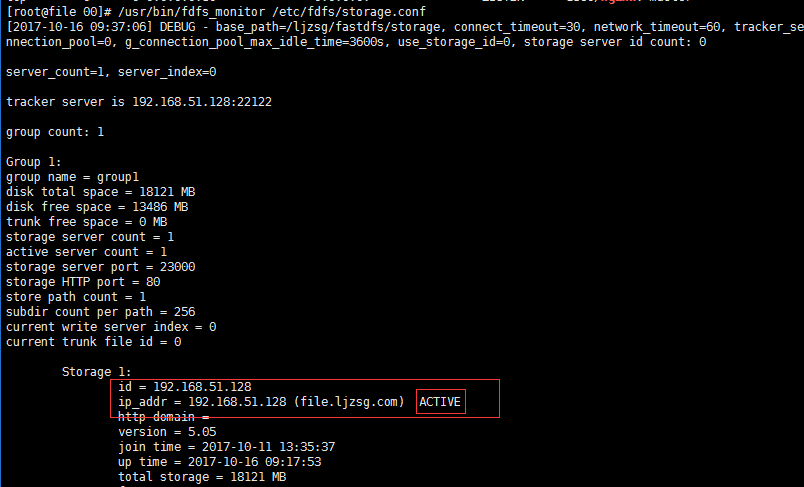 [root@file 00]# /usr/bin/fdfs_monitor /etc/fdfs/storage.conf
[2017-10-16 09:37:06] DEBUG - base_path=/ljzsg/fastdfs/storage, connect_timeout=30, network_timeout=60, tracker_se
nnection_pool=0, g_connection_pool_max_idle_time=3600s, use_storage_id=0, storage server id count: 0
server_count=1, server_index=0
tracker server is 192.168.51.128:22122
group count: 1
Group 1:
group name = group1
disk total space = 18121 MB
disk free space = 13486 MB
trunk free space = 0 MB
storage server count = 1
active server count = 1
storage server port = 23000
storage HTTP port = 80
store path count = 1
subdir count per path = 256
current write server index = 0
current trunk file id = 0
Storage 1:
id = 192.168.51.128
ip_addr = 192.168.51.128 (file.ljzsg.com) ACTIVE
http domain =
version = 5.05
join time = 2017-10-11 13:35:37
up time = 2017-10-16 09:17:53
total storage = 18121 MB